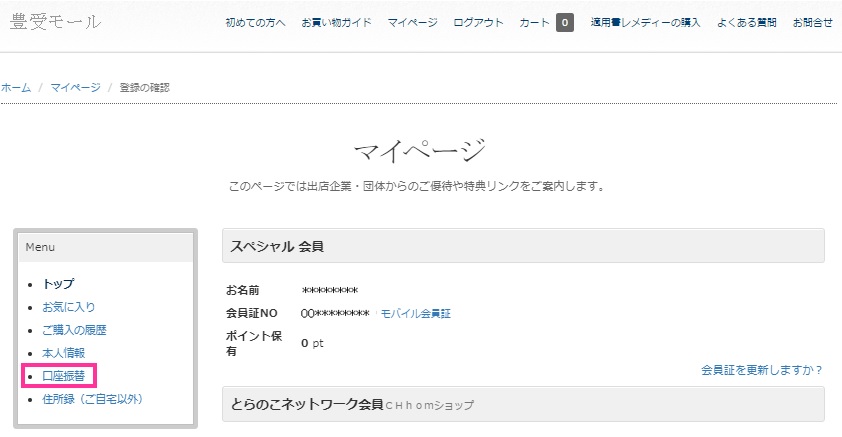 豊受モール
初めての方へ お買い物ガイド マイページ ログアウト カート 0 適用書レメディーの購入 よくある質問 お問合せ
ホーム / マイページ / 登録の確認
マイページ
このページでは出店企業・団体からのご優待や特典リンクをご案内します。
Menu
トップ
お気に入り
ご購入の履歴
本人情報
口座振替
住所録（ご自宅以外）
スペシャル 会員
お名前 ********
会員証NO 00******** モバイル会員証
ポイント保
有 0 pt
会員証を更新しますか？
とらのこネットワーク会員ＣＨｈｏｍショップ